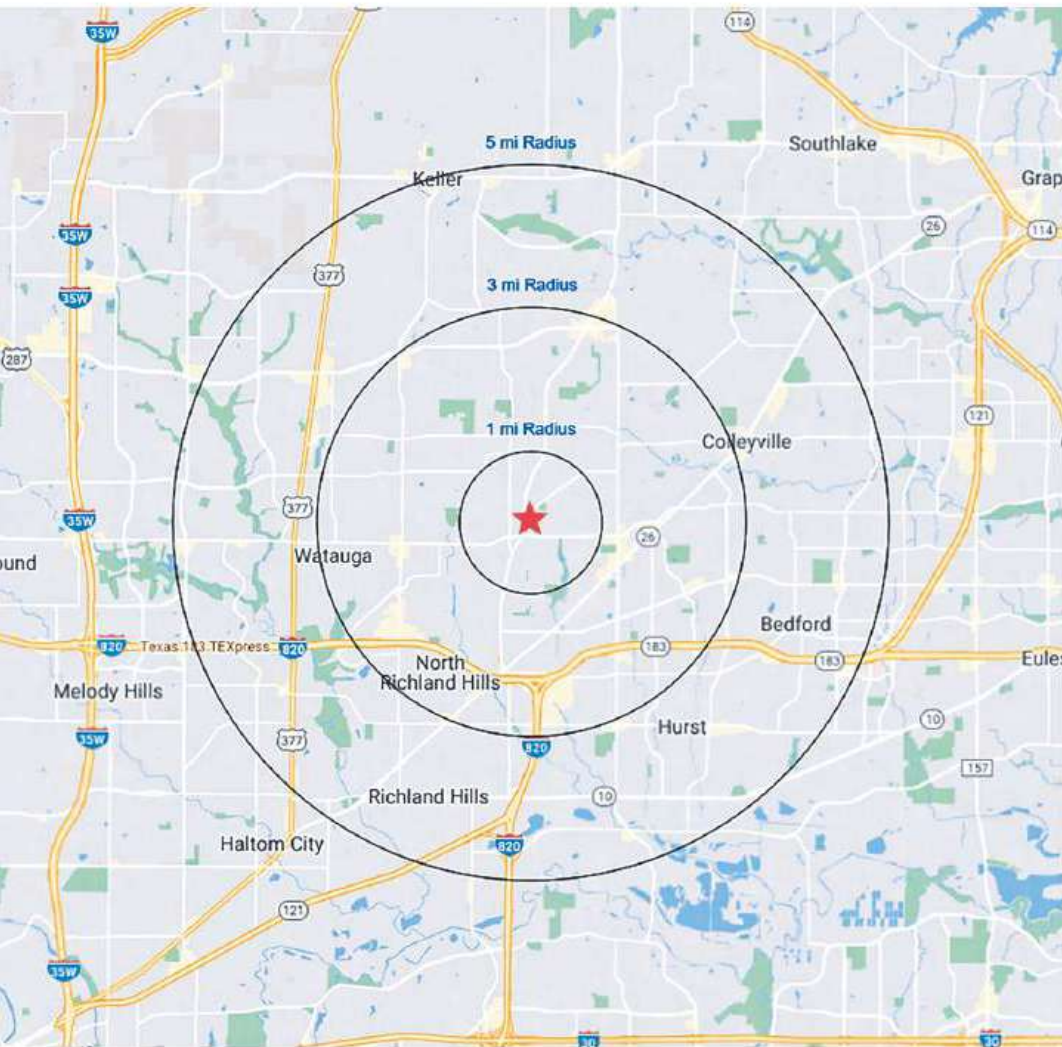 114
35W
5 mi Radius
Southlake
Keller
Grap
26
114
35W
377
3 mi Radius
35W
287
121
1 mi Radius
Colleyville
377
35W
26
Watauga
ound
Bedford
820
Texas 183 TEXpress
820
183
183
North
Richland Hills
Eules
Melody Hills
10
Hurst
377
35W
820
157
Richland Hills
10
Haltom City
820
121
35W
30
30